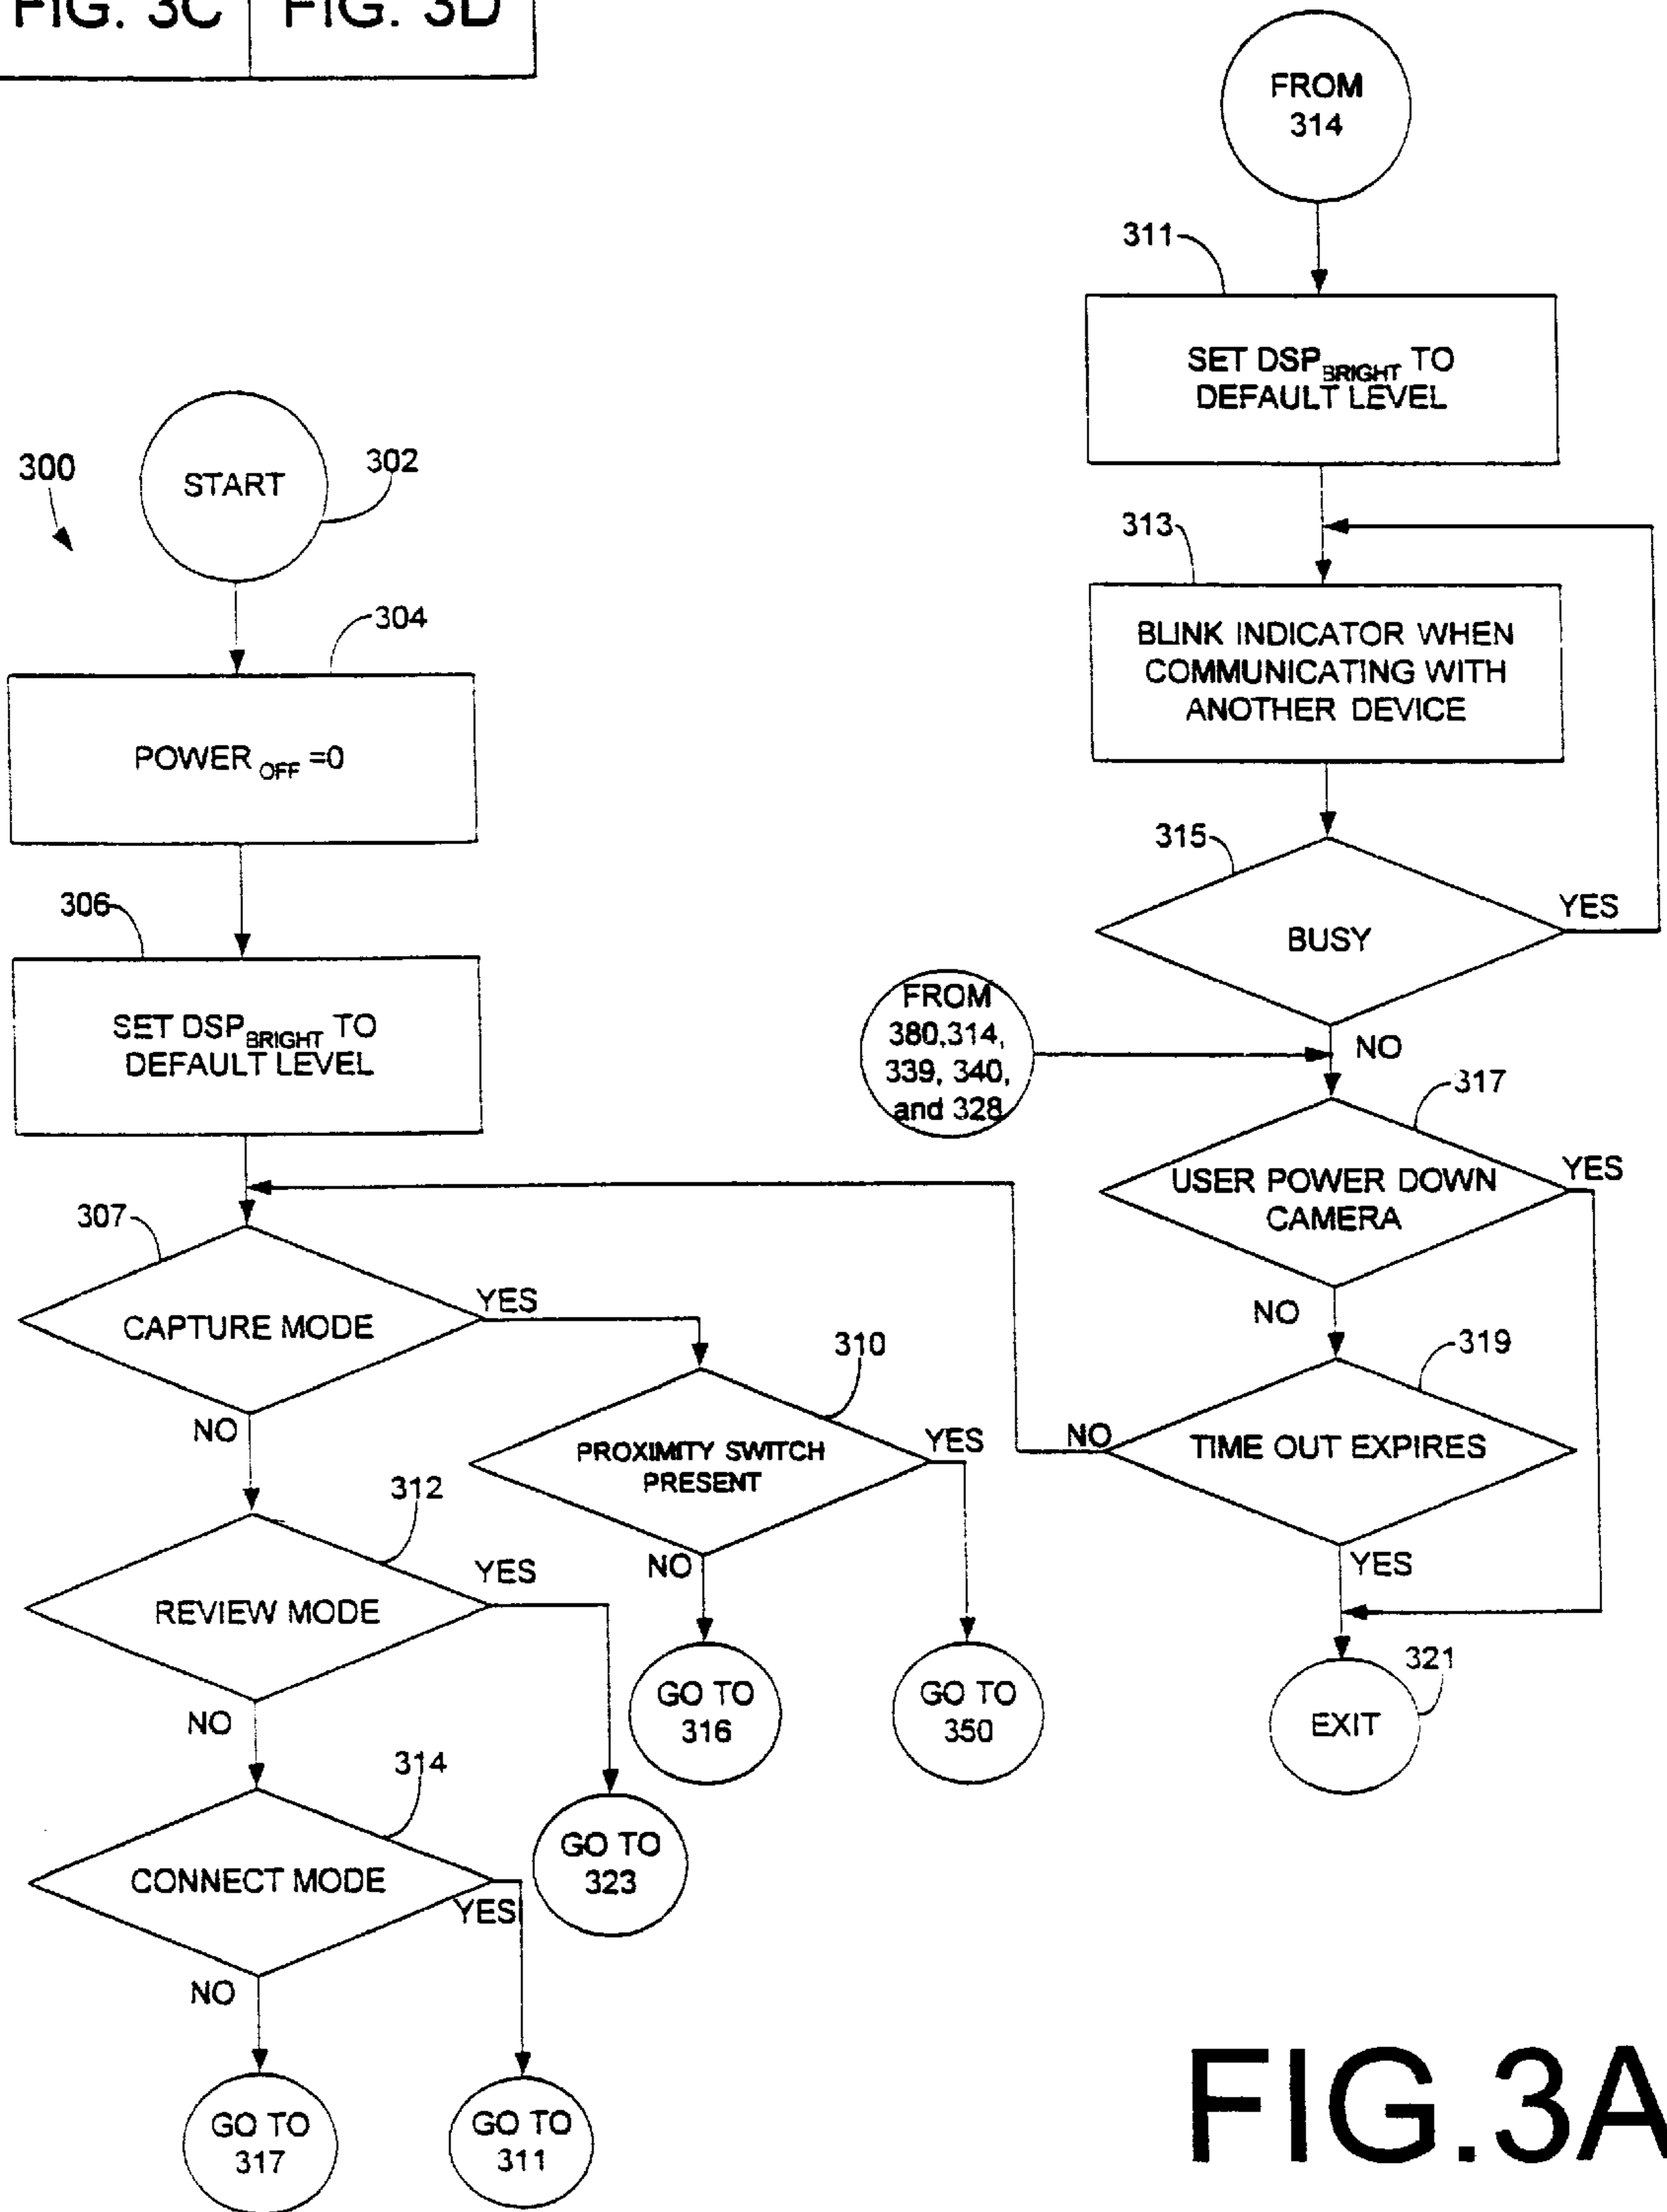 FIG. 3C FIG. 3D
300
START
302
304
POWER OFF =0
306
SET DSP BRIGHT TO
DEFAULT LEVEL
307
CAPTURE MODE
YES
NO
310
PROXIMITY SWITCH
PRESENT
YES
NO
GO TO
316
GO TO
350
312
REVIEW MODE
YES
NO
GO TO
323
314
CONNECT MODE
YES
NO
GO TO
317
GO TO
311
FROM
314
311
SET DSP BRIGHT TO
DEFAULT LEVEL
313
BLINK INDICATOR WHEN
COMMUNICATING WITH
ANOTHER DEVICE
315
BUSY
YES
NO
FROM
380,314,
339, 340,
and 328
317
USER POWER DOWN
CAMERA
YES
NO
319
TIME OUT EXPIRES
NO
YES
321
EXIT
FIG.3A